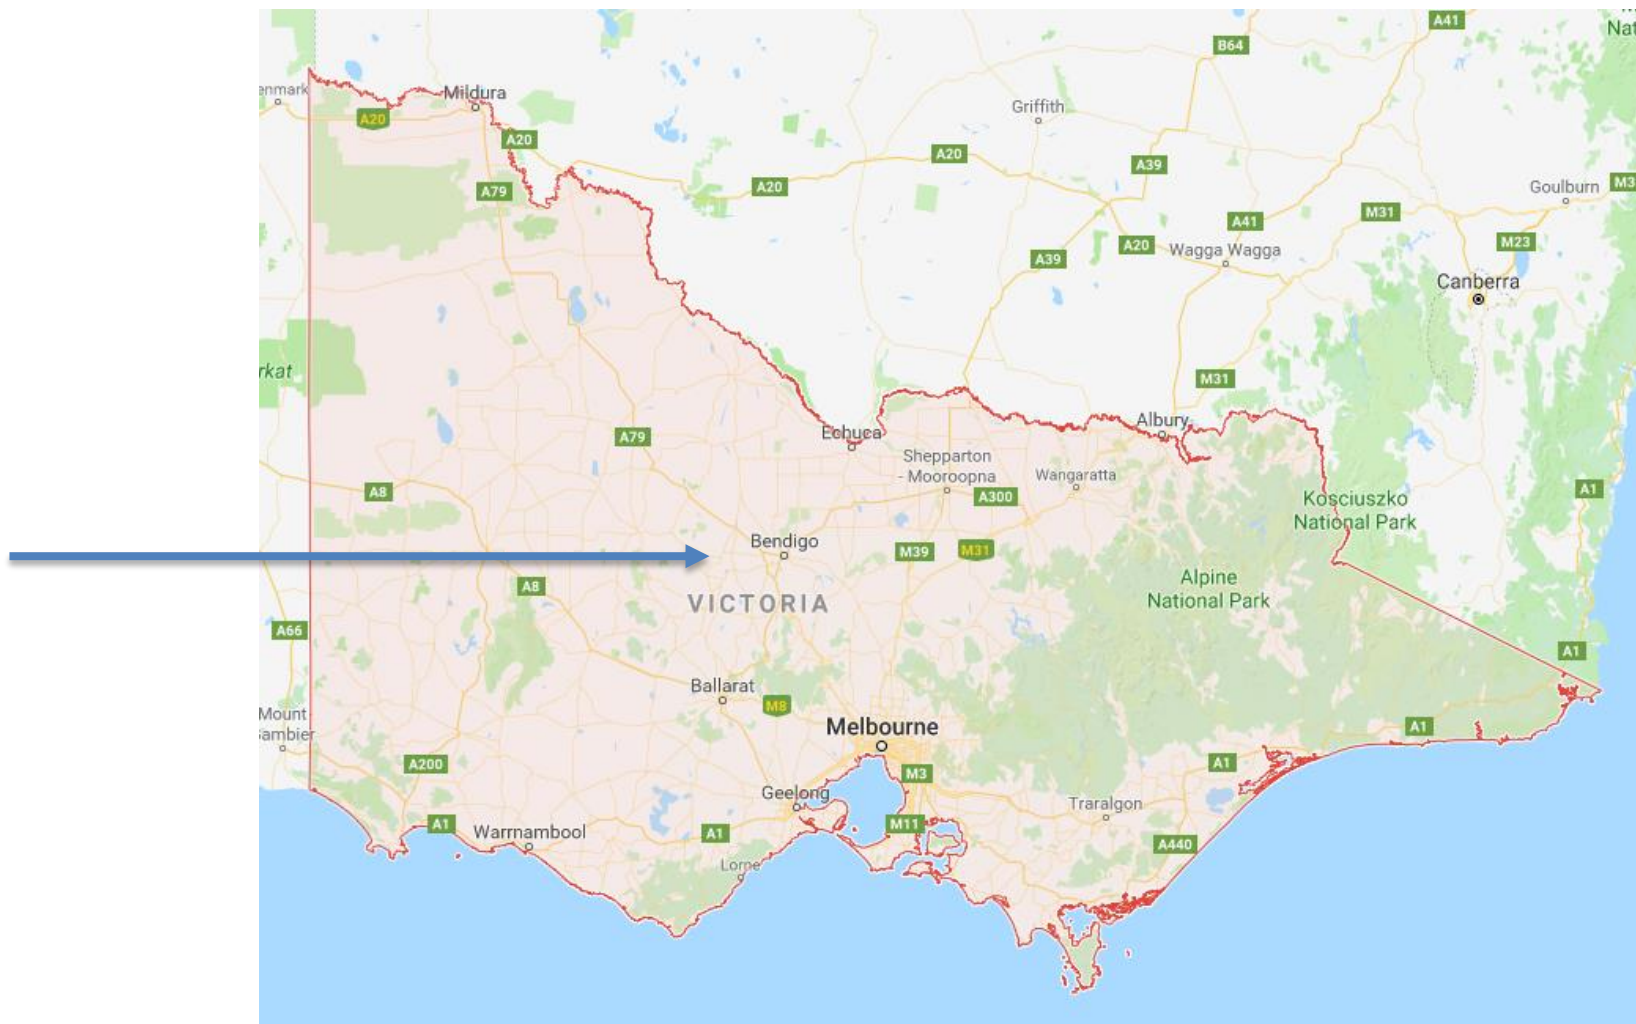 A41
Nat
B64
enmark
Mildura
A20
Griffith
A20
A20
A39
A79
A20
Goulburn
M3
M31
A41
A20
Wagga Wagga
M23
A39
Canberra
rkat
M31
Albury
Echuca
A79
Shepparton
- Mooroopna
Wangaratta
A8
A300
A1
Kosciuszko
National Park
Bendigo
M39
M31
Alpine
National Park
A8
VICTORIA
A66
A1
Ballarat
M8
Mount
Gambier
Melbourne
A1
A200
M3
A1
Geelong
Traralgon
A1
Warrnambool
A1
M11
A440
Lorne